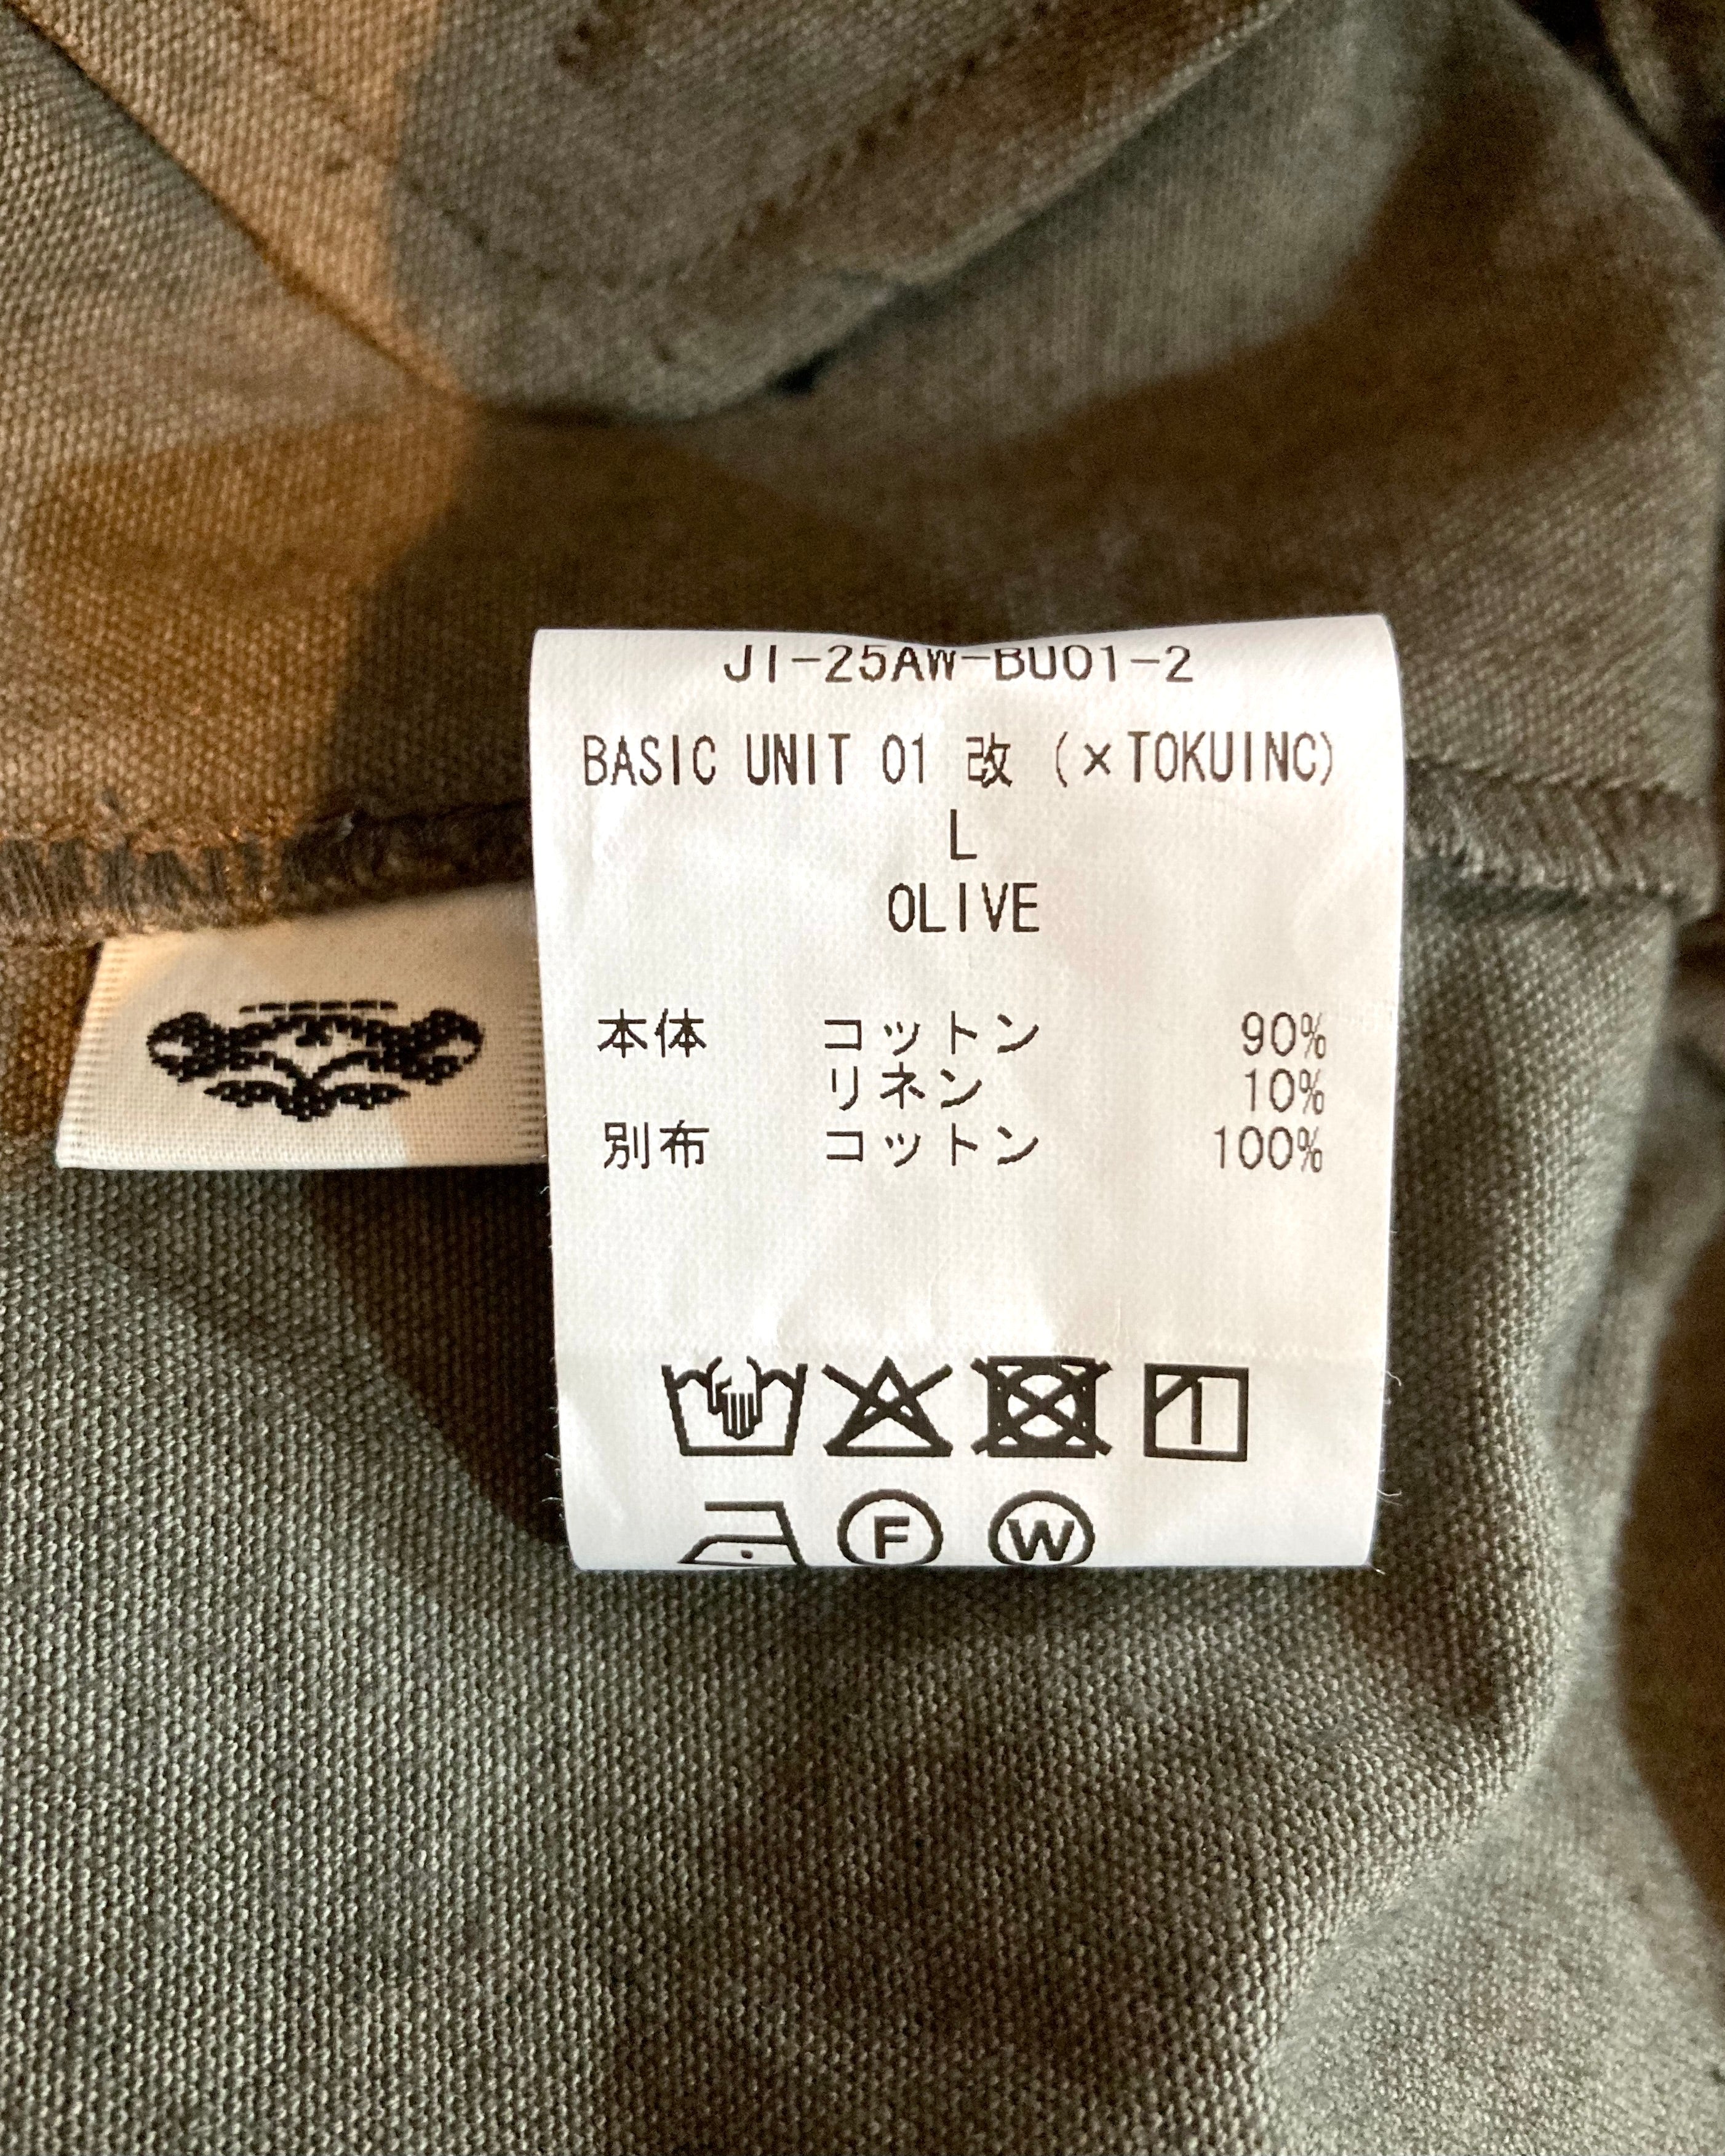 JI-25AW-BU01-2
BASIC UNIT 01 改 (×TOKUINC)
L
OLIVE
本体 コットン 90%
リネン 10%
別布 コットン 100%
F W